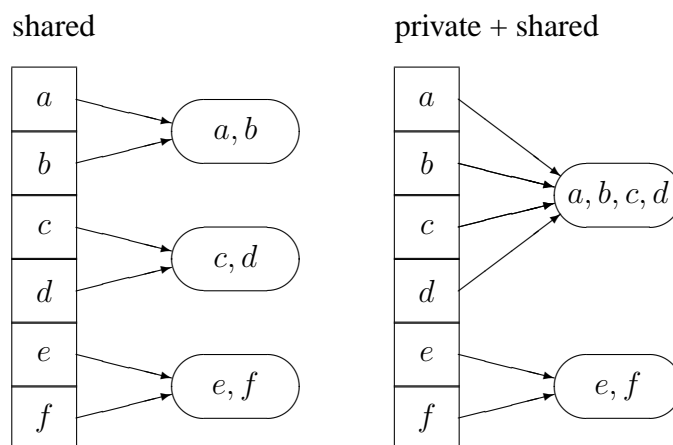 shared
a
b
c
d
e
f
a, b
c, d
e, f
private + shared
a
b
c
d
e
f
a, b, c, d
e, f